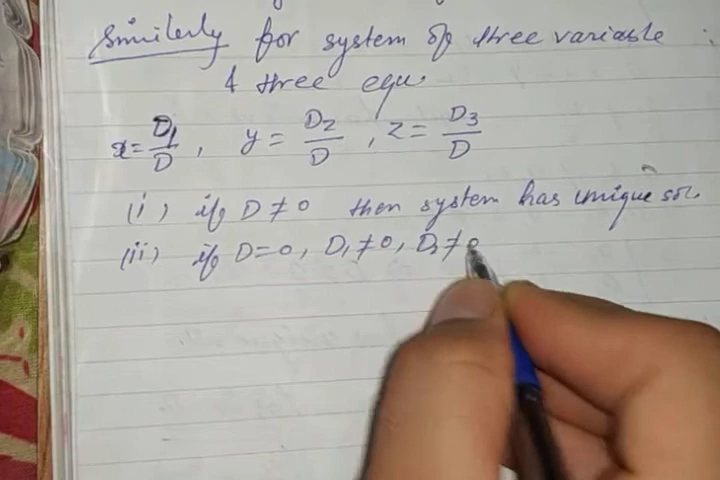 Similerly for system of three variable
& three equ.
x = D1/D, y = D2/D, z = D3/D
(i) if D ≠ 0 then system has unique sol.
(ii) if D = 0, D1 ≠ 0, D2 ≠ 0